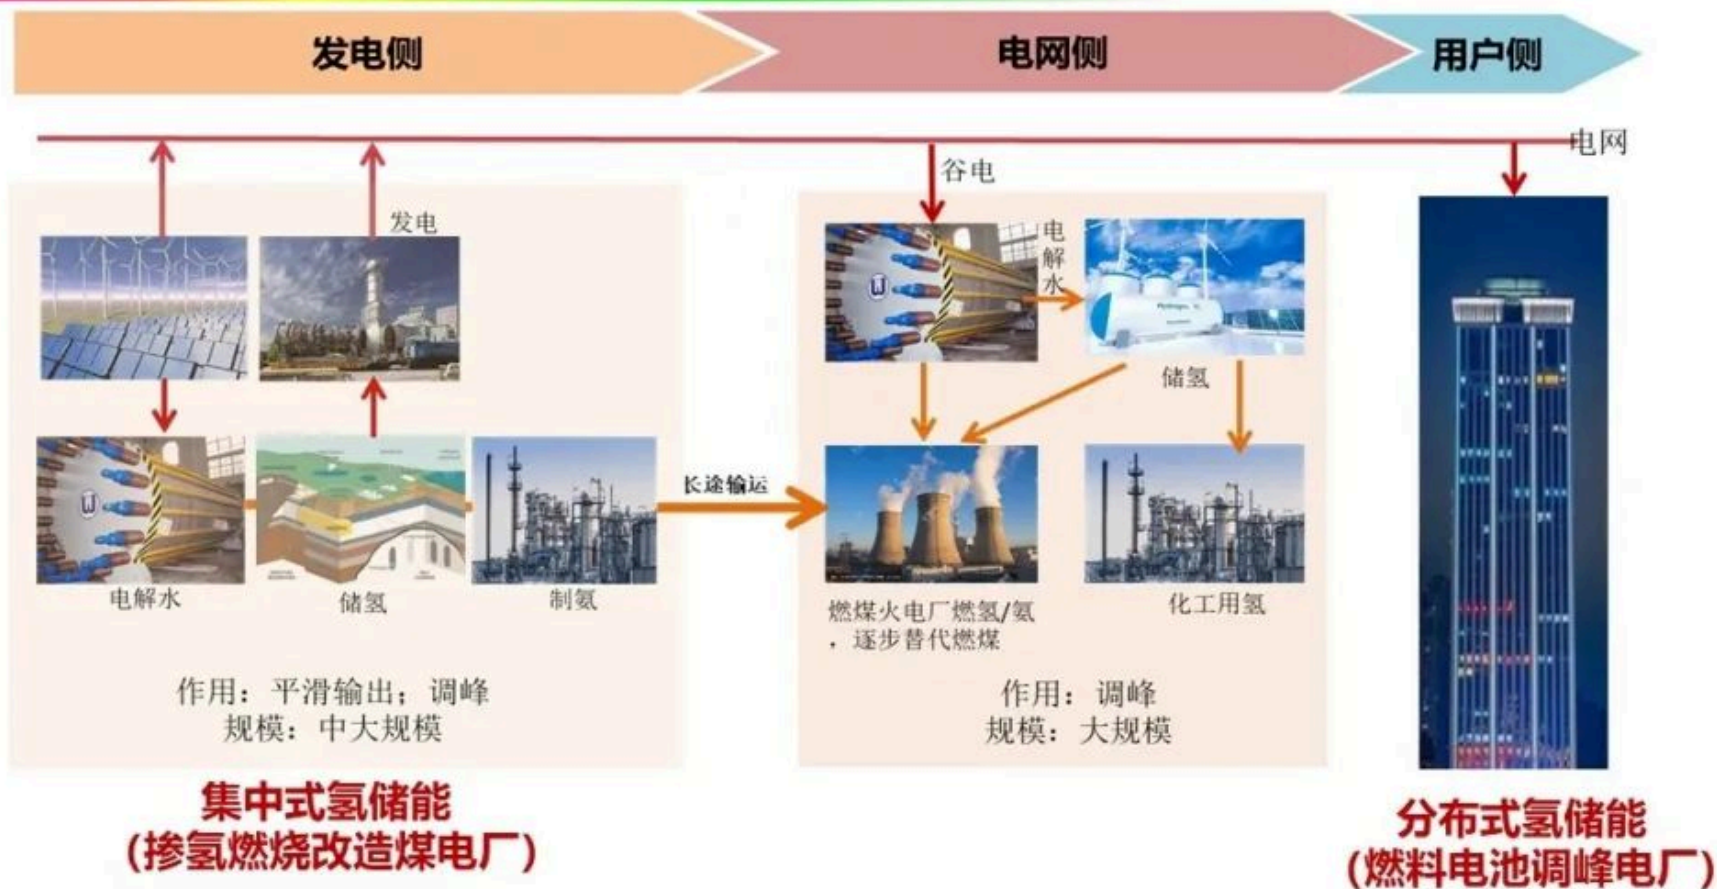 发电侧
电网侧
用户侧
电网
谷电
发电
电解水
Hydrogen
储氢
长途输运
电解水
储氢
制氨
燃煤火电厂燃氢/氨
，逐步替代燃煤
化工用氢
作用：平滑输出；调峰
规模：中大规模
作用：调峰
规模：大规模
集中式氢储能
（掺氢燃烧改造煤电厂）
分布式氢储能
（燃料电池调峰电厂）